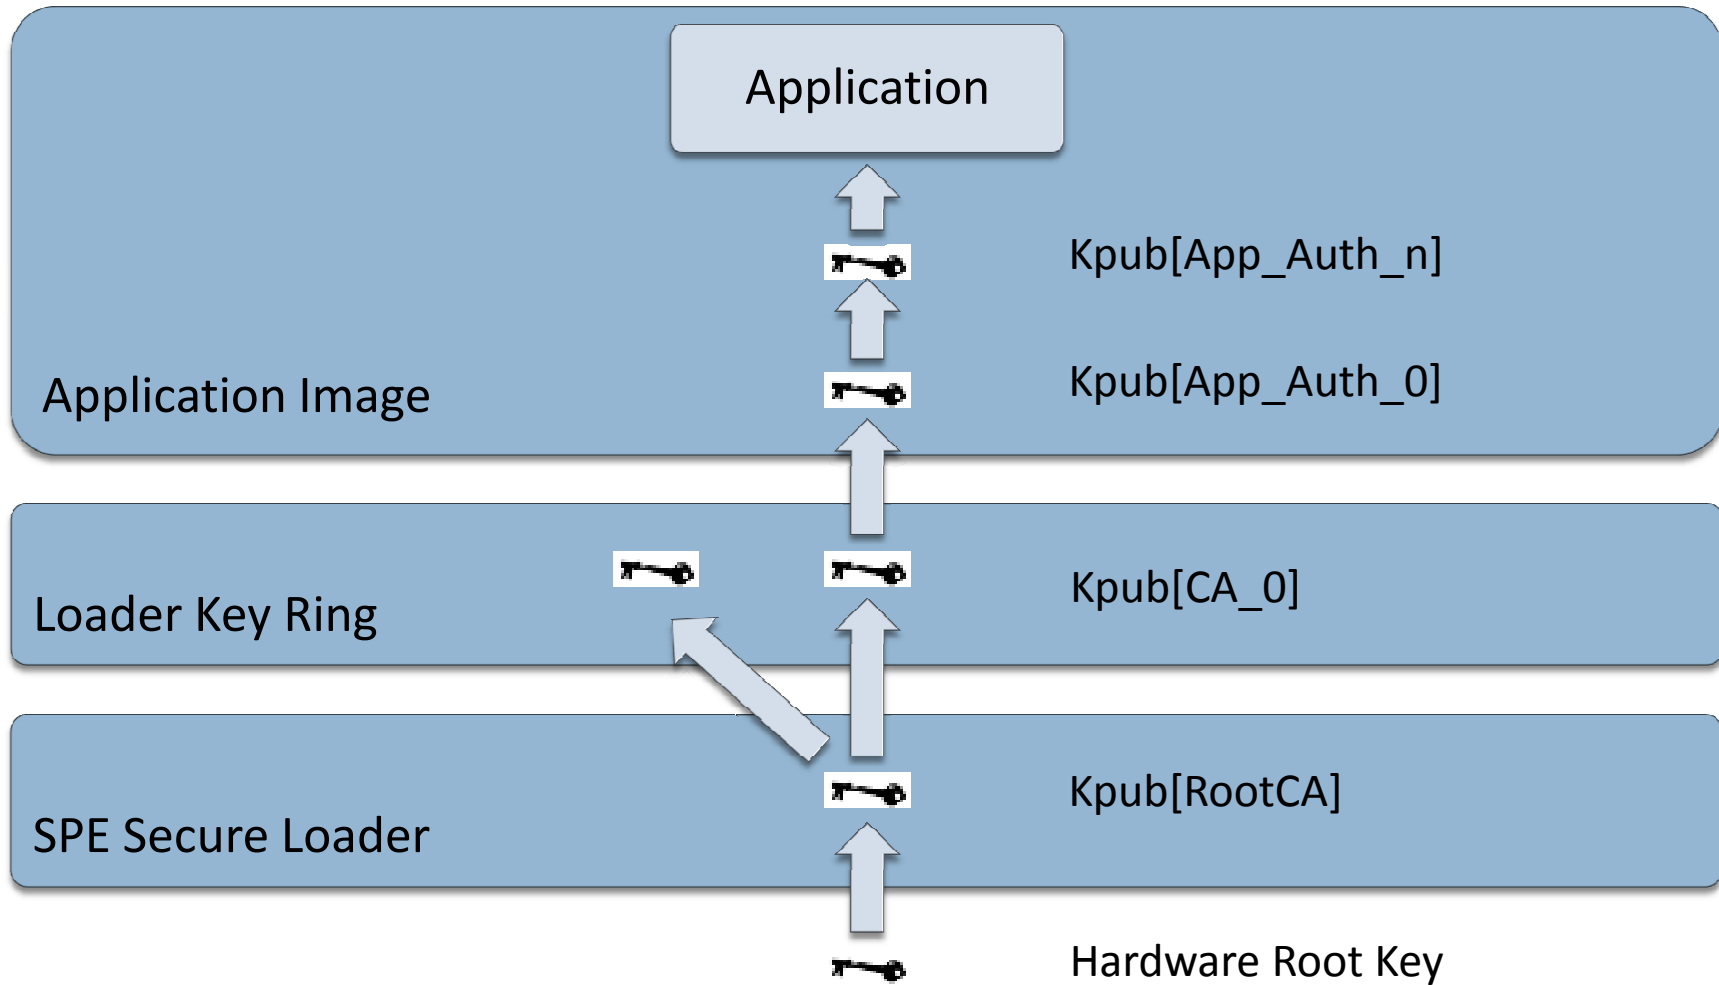 Application
Kpub[App_Auth_n]
Kpub[App_Auth_0]
Application Image
Kpub[CA_0]
Loader Key Ring
Kpub[RootCA]
SPE Secure Loader
Hardware Root Key